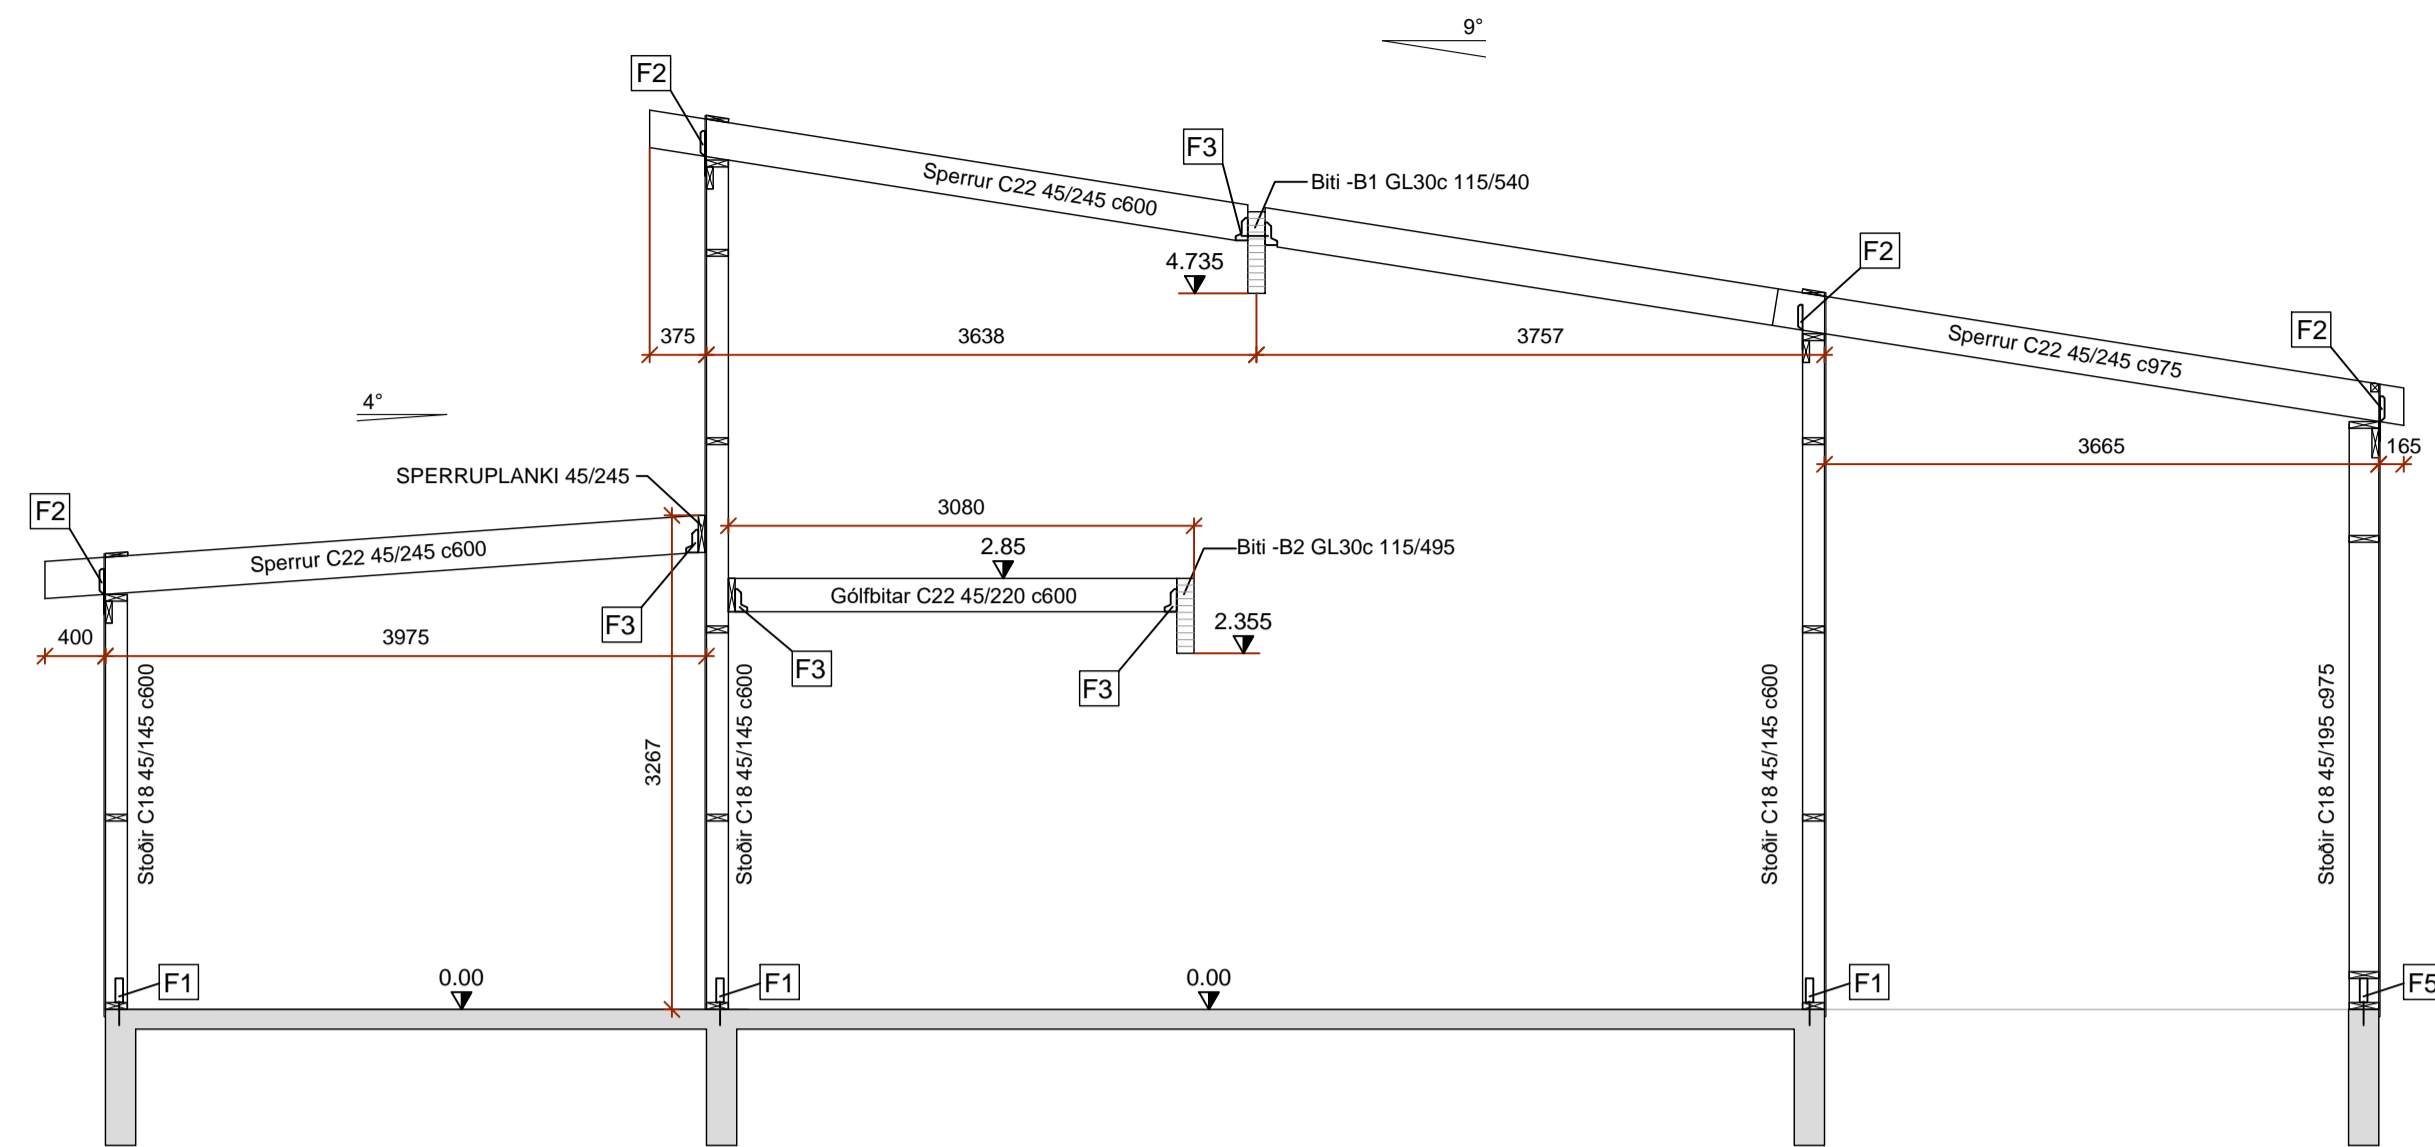 9°
F2
F3
Biti -B1 GL30c 115/540
Sperrur C22 45/245 c600
F2
4.735
375
3638
3757
F2
Sperrur C22 45/245 c975
4°
3665
165
SPERRUPLANKI 45/245
F2
3080
2.85
Biti -B2 GL30c 115/495
Sperrur C22 45/245 c600
Gólfbitar C22 45/220 c600
F3
2.355
400
3975
F3
F3
3267
Stoðir C18 45/145 c600
Stoðir C18 45/145 c600
Stoðir C18 45/145 c600
Stoðir C18 45/195 c975
F1
0.00
F1
0.00
F1
F5